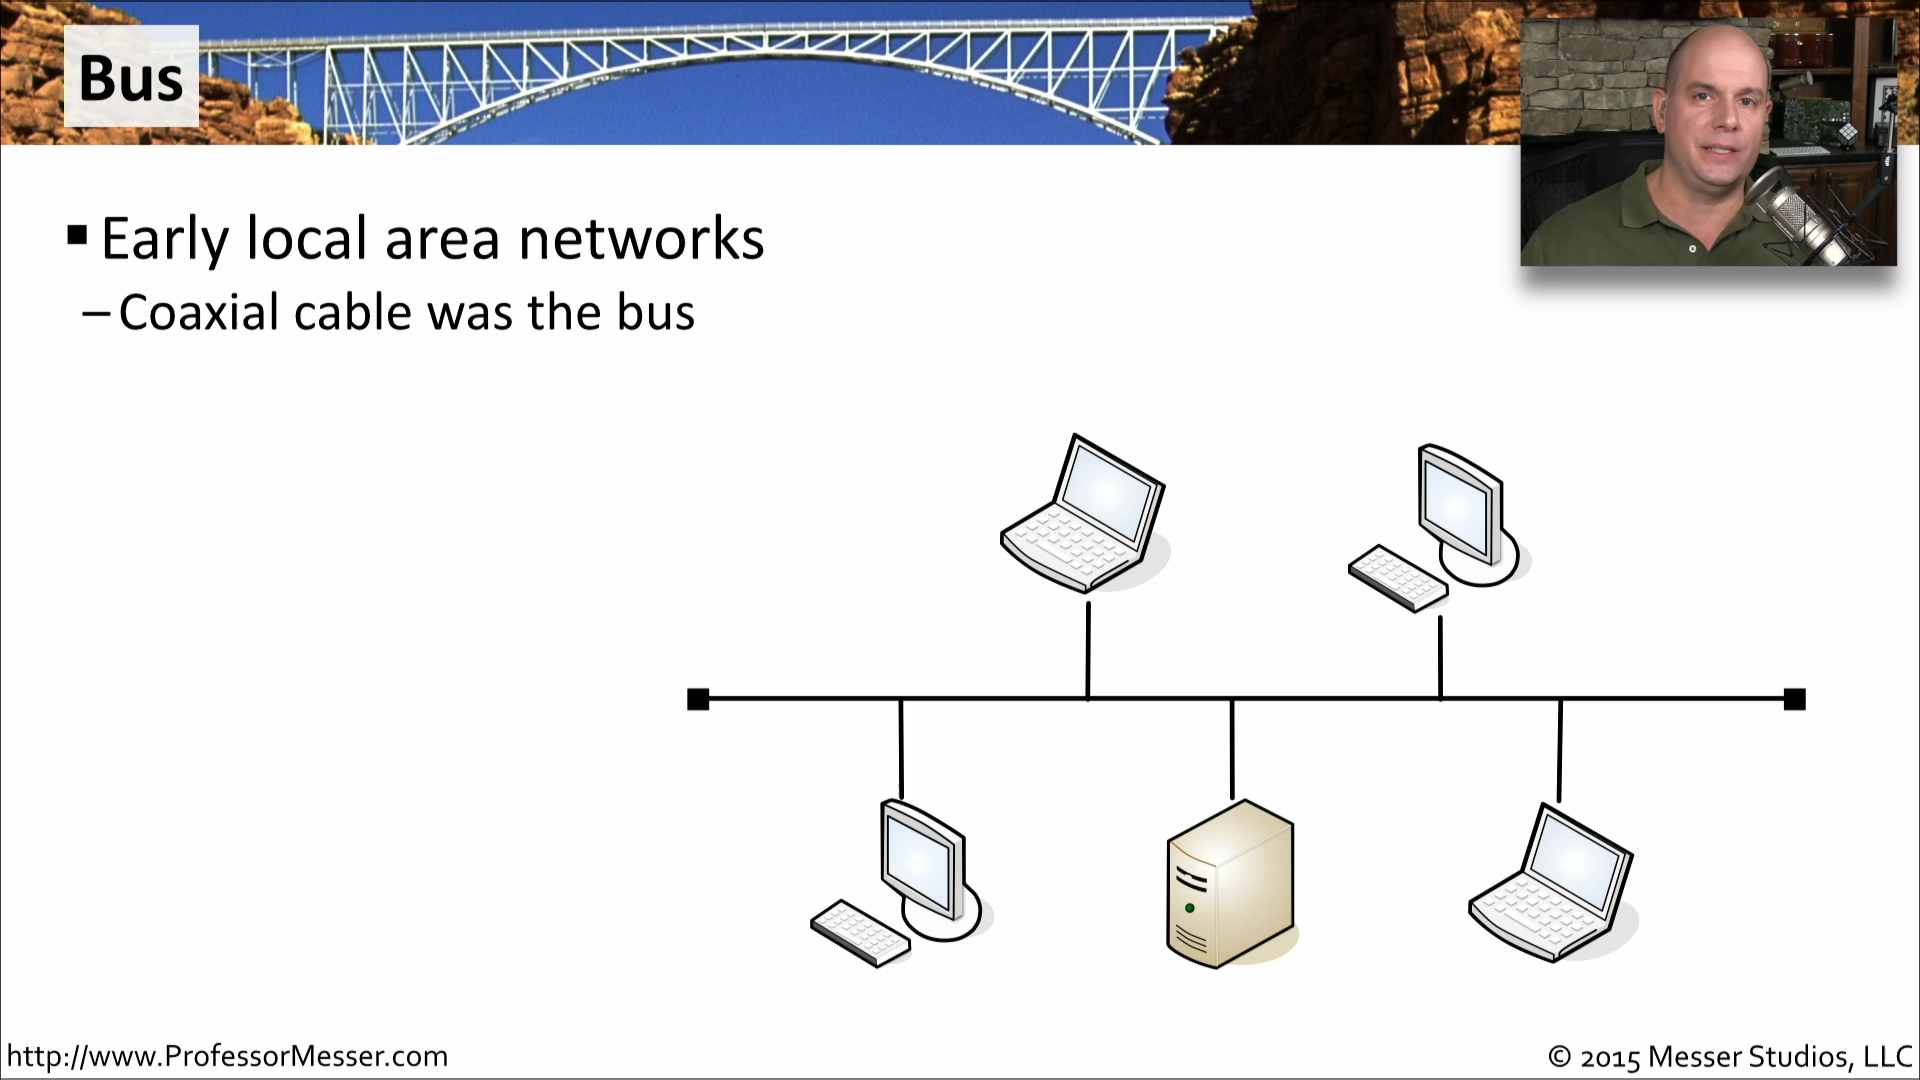 Bus
▪ Early local area networks
– Coaxial cable was the bus
http://www.ProfessorMesser.com
© 2015 Messer Studios, LLC